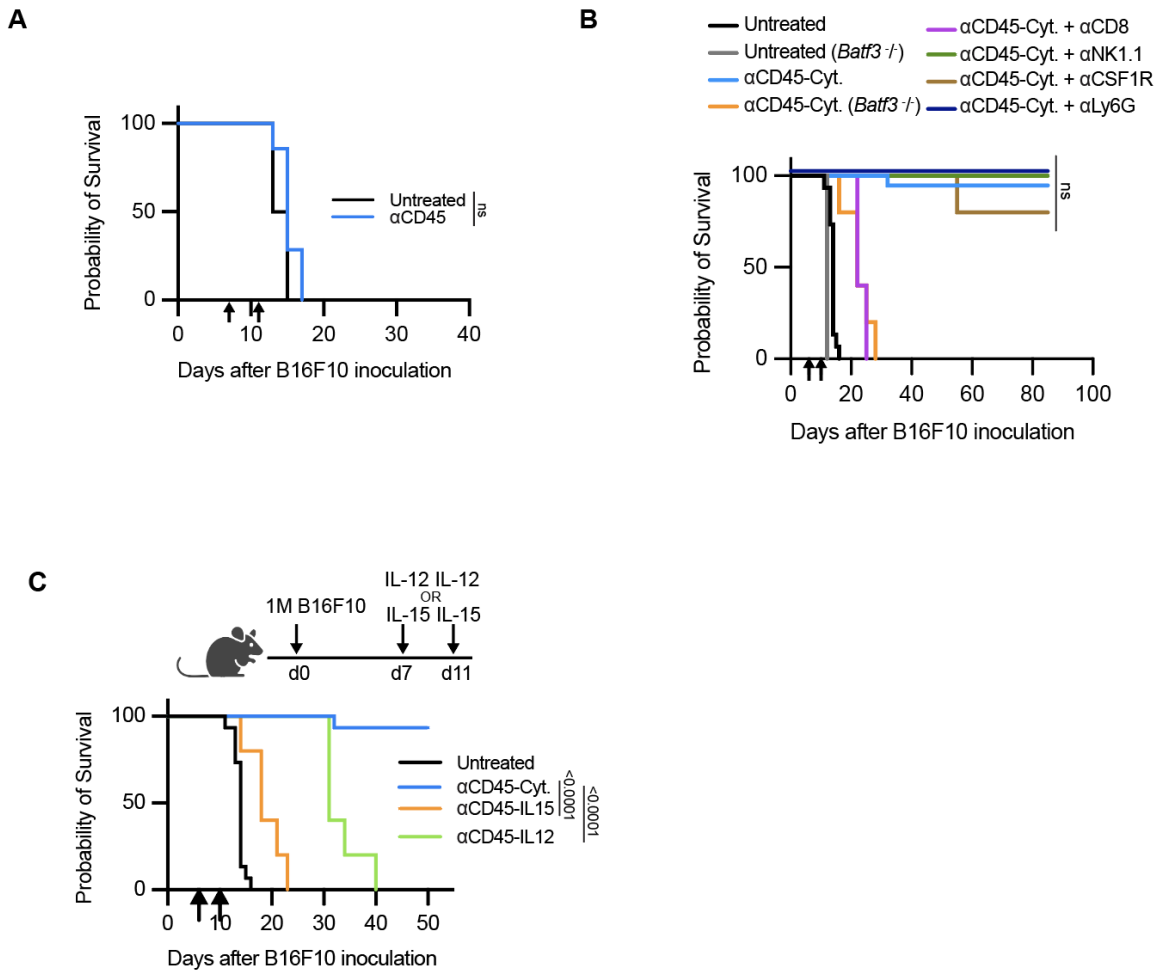 A
Probability of Survival
100
50
0
0 10 20 30 40
Days after B16F10 inoculation
Untreated
αCD45
ns
B
Untreated
Untreated (Batf3 -/-)
αCD45-Cyt.
αCD45-Cyt. (Batf3 -/-)
αCD45-Cyt. + αCD8
αCD45-Cyt. + αNK1.1
αCD45-Cyt. + αCSF1R
αCD45-Cyt. + αLy6G
Probability of Survival
100
50
0
0 20 40 60 80 100
Days after B16F10 inoculation
ns
C
1M B16F10
IL-12 IL-12
OR
IL-15 IL-15
d0 d7 d11
Probability of Survival
100
50
0
0 10 20 30 40 50
Days after B16F10 inoculation
Untreated
αCD45-Cyt.
αCD45-IL15
αCD45-IL12
<0.0001
<0.0001